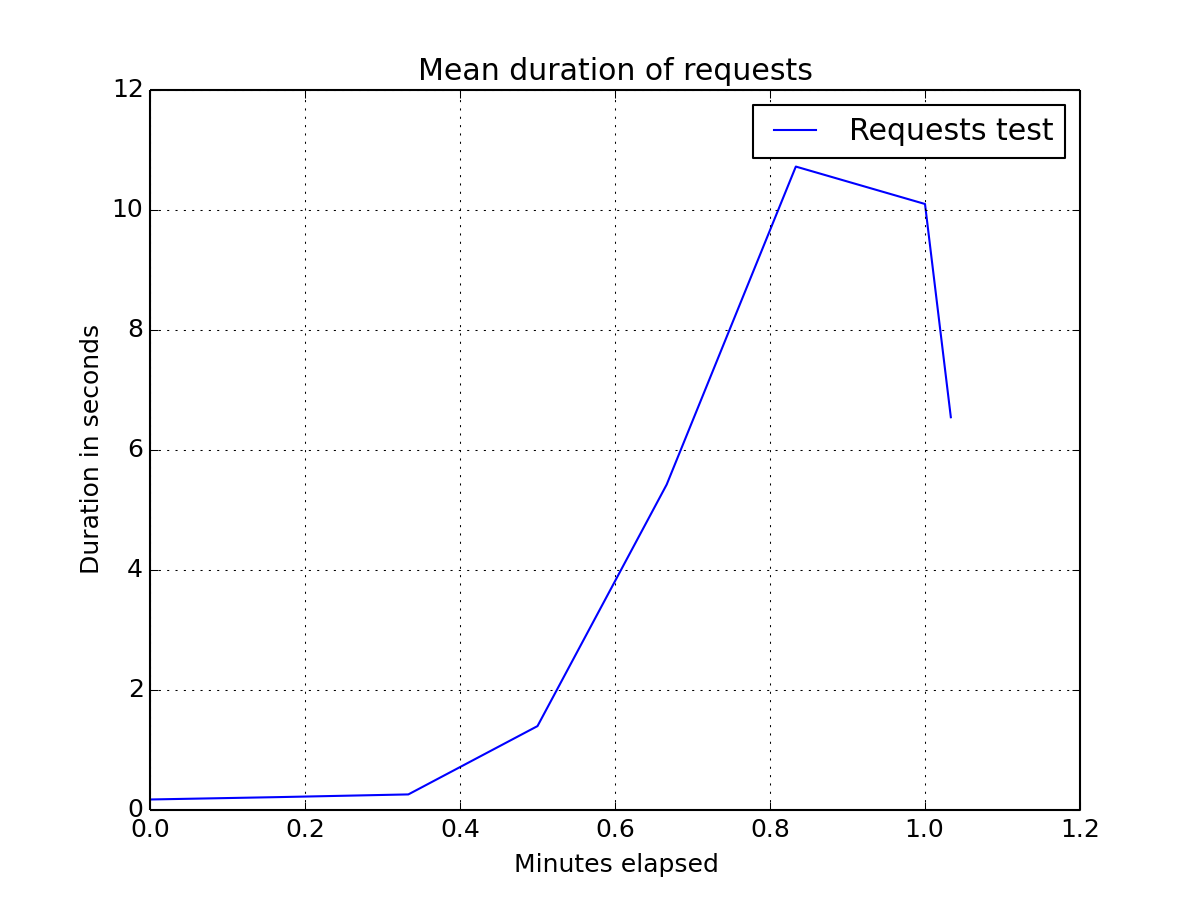 Mean duration of requests
Requests test
12
10
8
6
4
2
0
Duration in seconds
0.0 0.2 0.4 0.6 0.8 1.0 1.2
Minutes elapsed